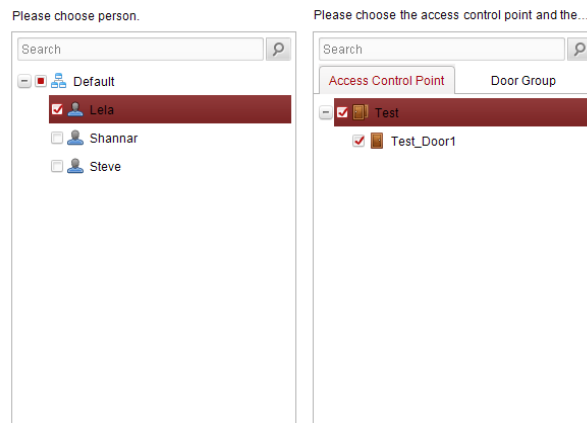 Please choose person.
Search
Default
Lela
Shannar
Steve
Please choose the access control point and the...
Search
Access Control Point
Door Group
Test
Test_Door1